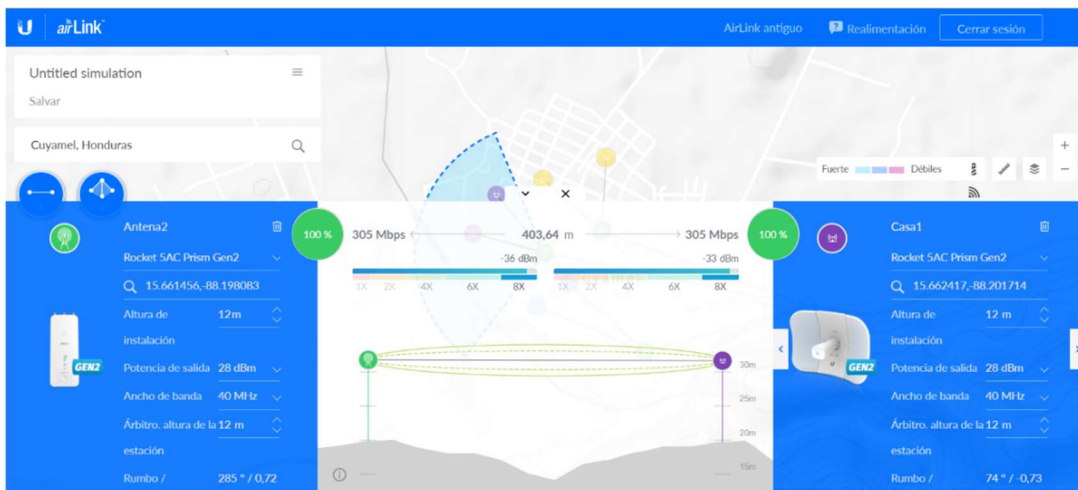 U airLink AirLink antiguo Realimentación Cerrar sesión
Untitled simulation
Salvar
Cuyamel, Honduras
Fuerte Débiles
Antena2
Rocket 5AC Prism Gen2
15.661456,-88.198083
Altura de 12m
instalación
GEN2
Potencia de salida 28 dBm
Ancho de banda 40 MHz
Árbitro. altura de la 12 m
estación
Rumbo / 285 ° / 0,72
100 % 305 Mbps 403,64 m 305 Mbps 100 %
-36 dBm -33 dBm
1X 2X 4X 6X 8X 1X 2X 4X 6X 8X
30m
25m
20m
15m
Casa1
Rocket 5AC Prism Gen2
15.662417,-88.201714
Altura de 12 m
instalación
GEN2
Potencia de salida 28 dBm
Ancho de banda 40 MHz
Árbitro. altura de la 12 m
estación
Rumbo / 74 ° / -0,73